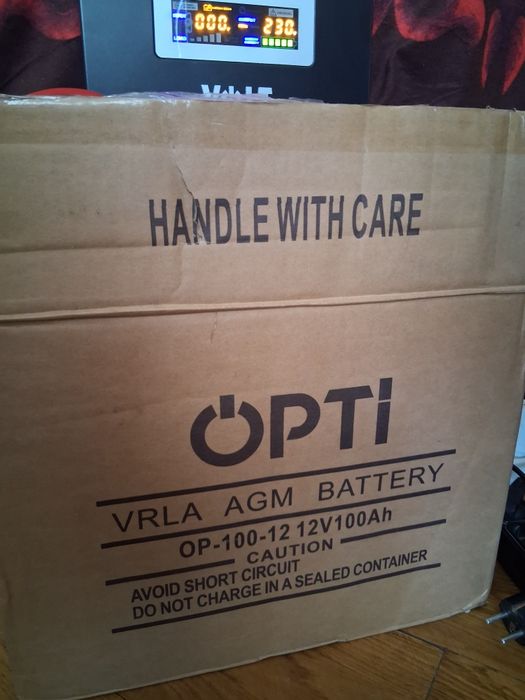 000.
230.
VOLT
HANDLE WITH CARE
OPTI
VRLA AGM BATTERY
OP-100-12 12V100Ah
CAUTION
AVOID SHORT CIRCUIT
DO NOT CHARGE IN A SEALED CONTAINER